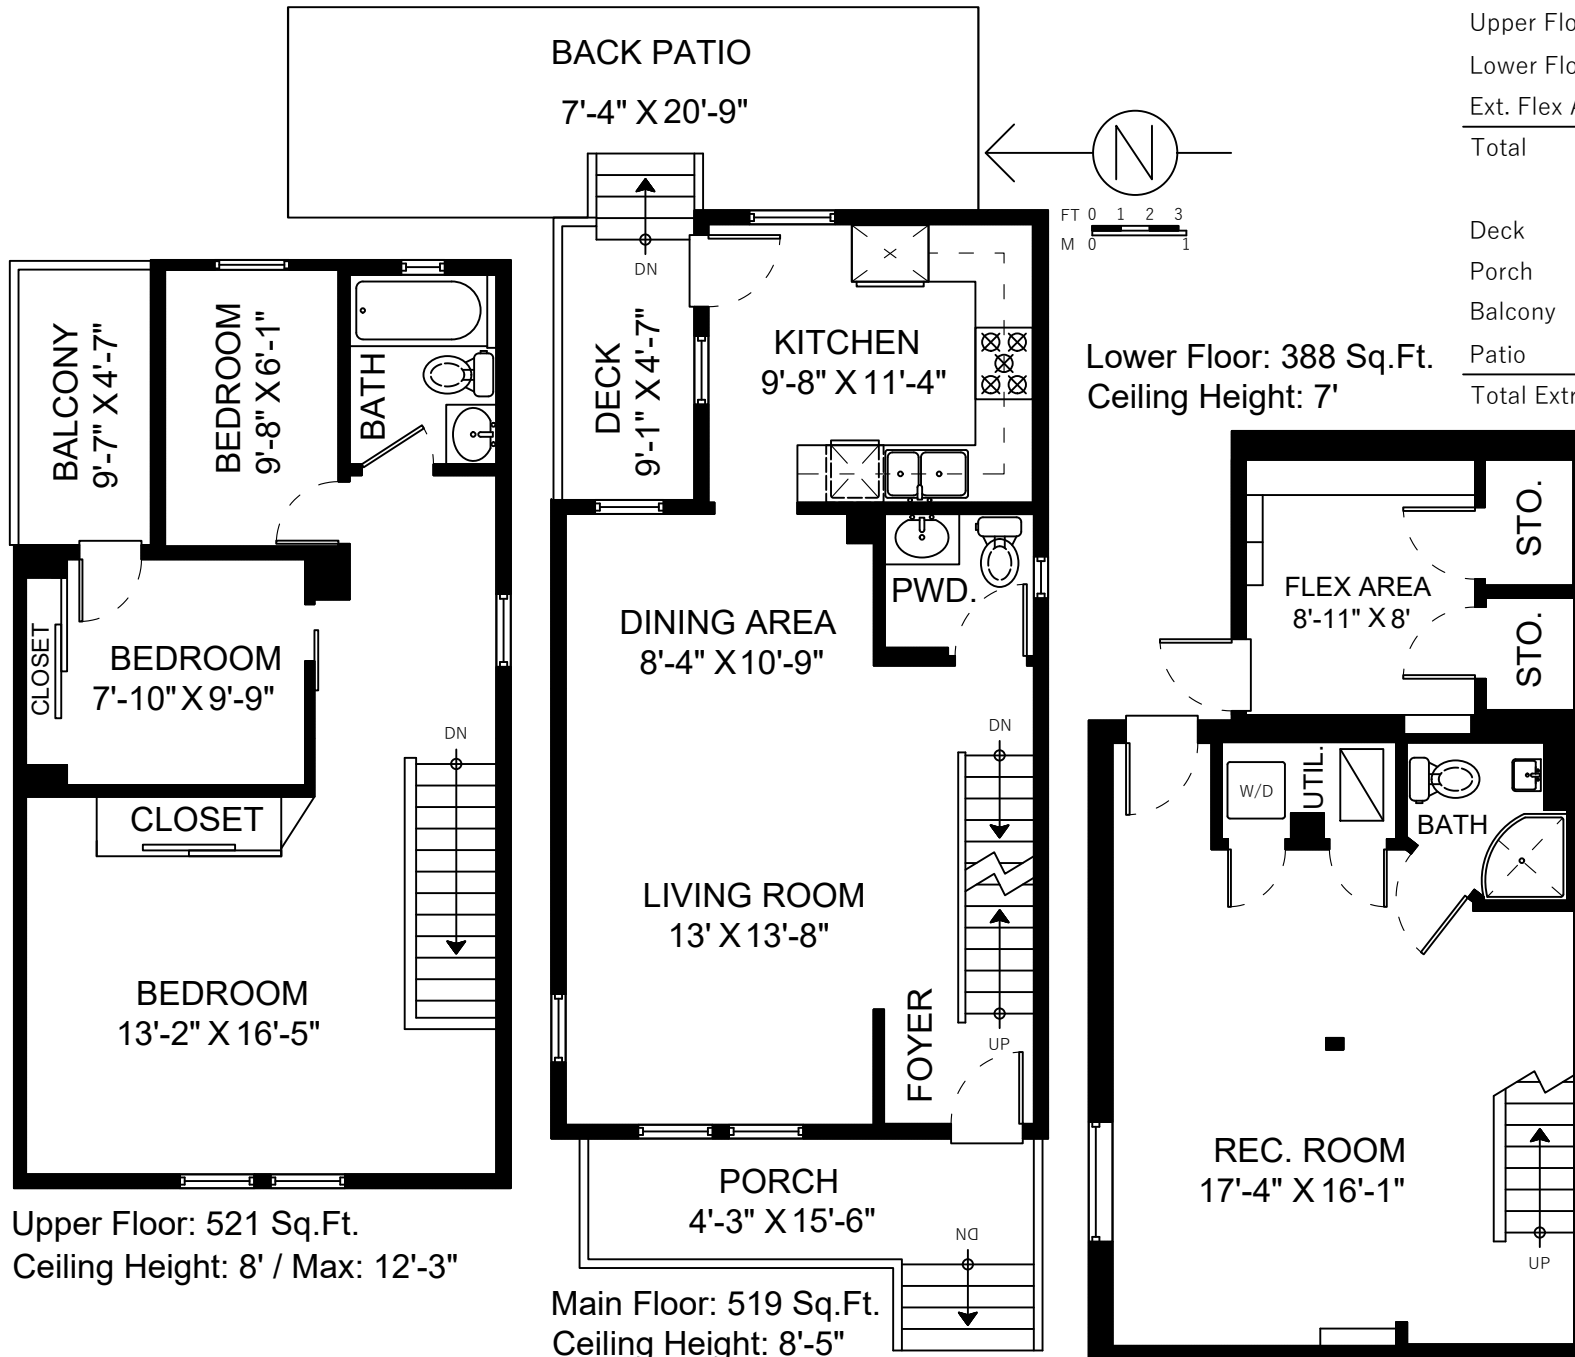 BACK PATIO
7'-4" X 20'-9"
N
FT 0 1 2 3
M 0 1
Upper Flo
Lower Flo
Ext. Flex
Total
Deck
Porch
Balcony
Patio
Total Extr
BALCONY
9'-7" X 4'-7"
BEDROOM
9'-8" X 6'-1"
BATH
CLOSET
BEDROOM
7'-10" X 9'-9"
DN
CLOSET
BEDROOM
13'-2" X 16'-5"
Upper Floor: 521 Sq.Ft.
Ceiling Height: 8' / Max: 12'-3"
DN
DECK
9'-1" X 4'-7"
KITCHEN
9'-8" X 11'-4"
PWD.
DINING AREA
8'-4" X 10'-9"
DN
LIVING ROOM
13' X 13'-8"
FOYER
UP
PORCH
4'-3" X 15'-6"
DN
Main Floor: 519 Sq.Ft.
Ceiling Height: 8'-5"
Lower Floor: 388 Sq.Ft.
Ceiling Height: 7'
STO.
FLEX AREA
8'-11" X 8'
STO.
W/D
UTIL.
BATH
REC. ROOM
17'-4" X 16'-1"
UP